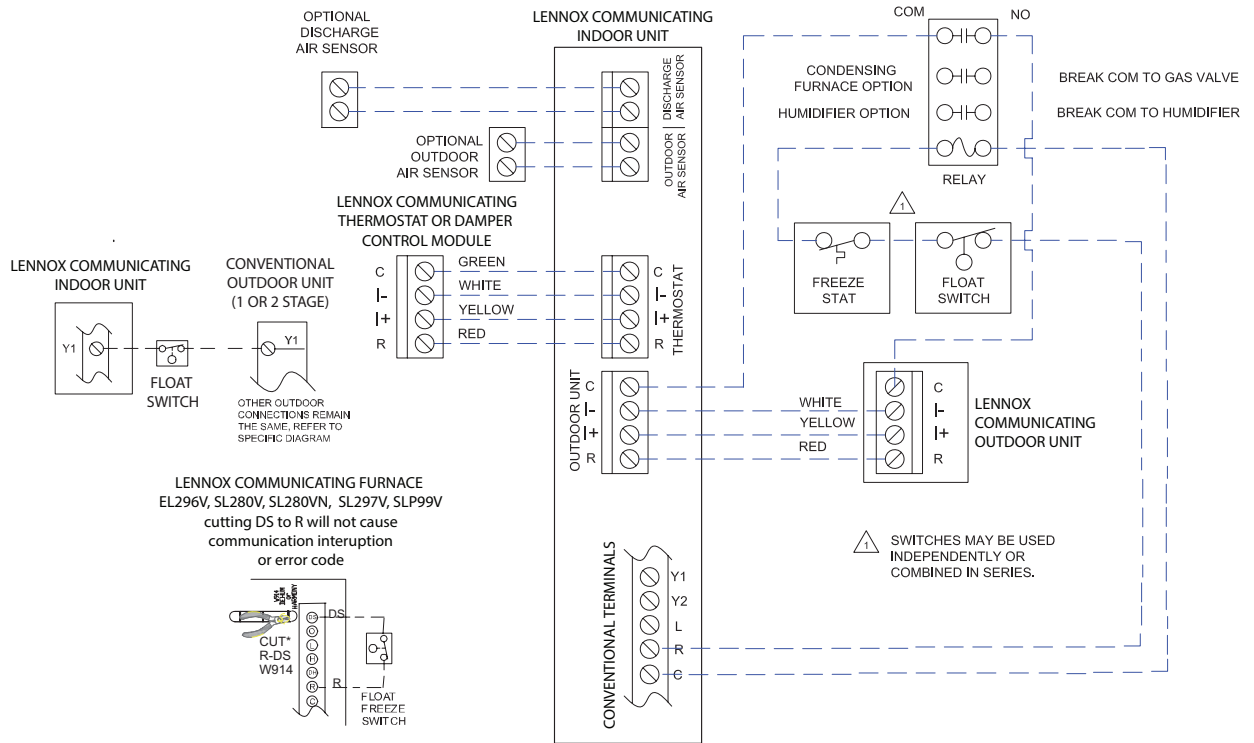 OPTIONAL
DISCHARGE
AIR SENSOR
LENNOX COMMUNICATING
INDOOR UNIT
DISCHARGE
AIR SENSOR
OPTIONAL
OUTDOOR
AIR SENSOR
OUTDOOR
AIR SENSOR
COM
NO
CONDENSING
FURNACE OPTION
BREAK COM TO GAS VALVE
HUMIDIFIER OPTION
BREAK COM TO HUMIDIFIER
RELAY
1
FREEZE
STAT
FLOAT
SWITCH
LENNOX COMMUNICATING
THERMOSTAT OR DAMPER
CONTROL MODULE
C GREEN C
I- WHITE I-
I+ YELLOW I+
R RED R
THERMOSTAT
LENNOX COMMUNICATING
INDOOR UNIT
Y1
FLOAT
SWITCH
CONVENTIONAL
OUTDOOR UNIT
(1 OR 2 STAGE)
Y1
OTHER OUTDOOR
CONNECTIONS REMAIN
THE SAME, REFER TO
SPECIFIC DIAGRAM
OUTDOOR UNIT
C C
I- WHITE I-
I+ YELLOW I+
R RED R
LENNOX
COMMUNICATING
OUTDOOR UNIT
LENNOX COMMUNICATING FURNACE
EL296V, SL280V, SL280VN, SL297V, SLP99V
cutting DS to R will not cause
communication interuption
or error code
W914
DEHUM
OR
HARMONY
CUT*
R-DS
W914
DS
O
L
H
DH
R
C
DS
R
FLOAT
FREEZE
SWITCH
CONVENTIONAL TERMINALS
Y1
Y2
L
R
C
1 SWITCHES MAY BE USED
INDEPENDENTLY OR
COMBINED IN SERIES.